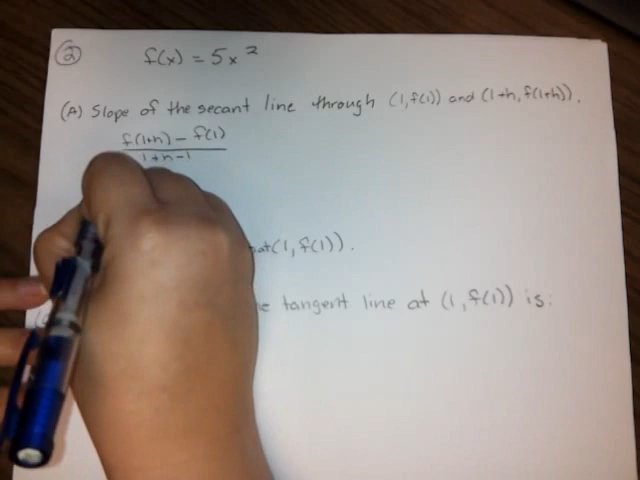 ② f(x) = 5x²
(A) Slope of the secant line through (1,f(1)) and (1+h, f(1+h)).
f(1+h) - f(1)
1+h-1
at (1, f(1)).
tangent line at (1, f(1)) is: